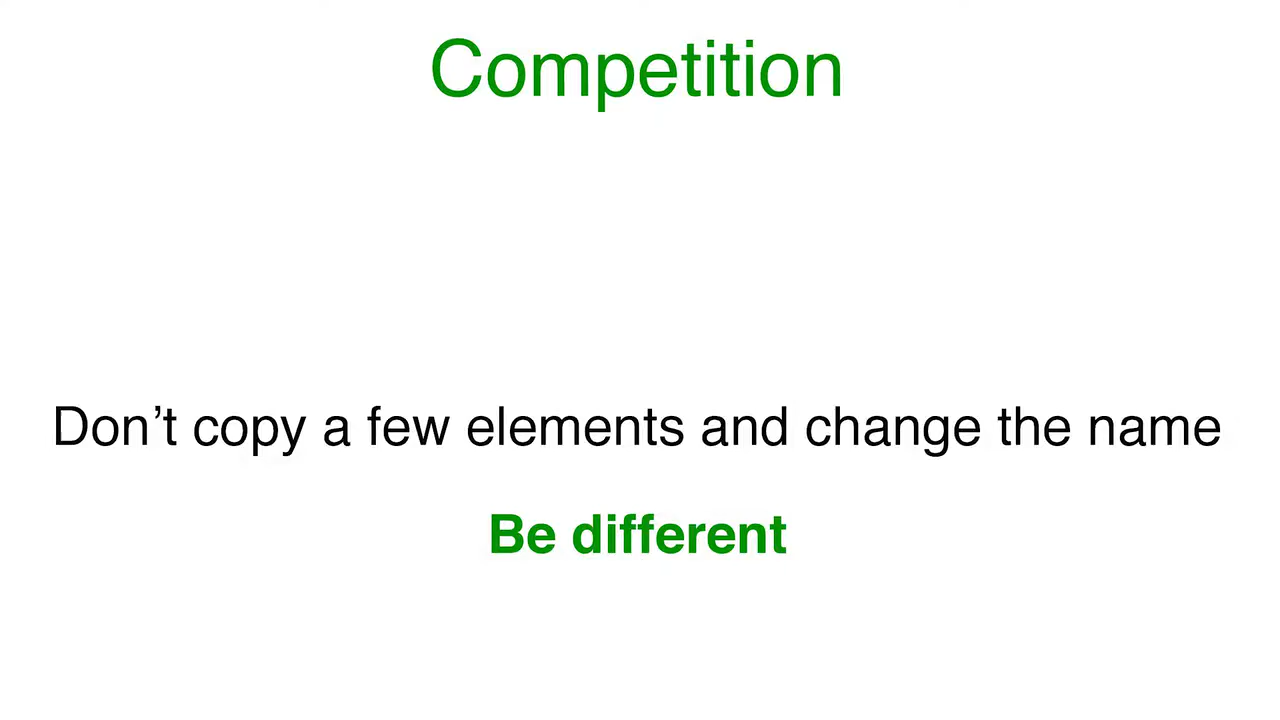 Competition
Don’t copy a few elements and change the name
Be different